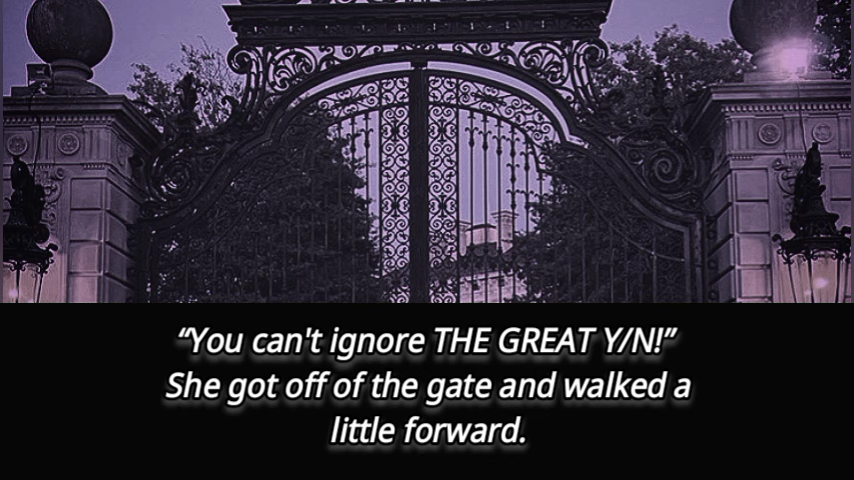 “You can't ignore THE GREAT Y/N!”
She got off of the gate and walked a
little forward.